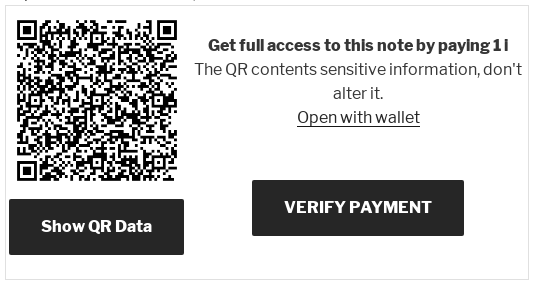 Get full access to this note by paying 1 i
The QR contents sensitive information, don't
alter it.
Open with wallet
VERIFY PAYMENT
Show QR Data